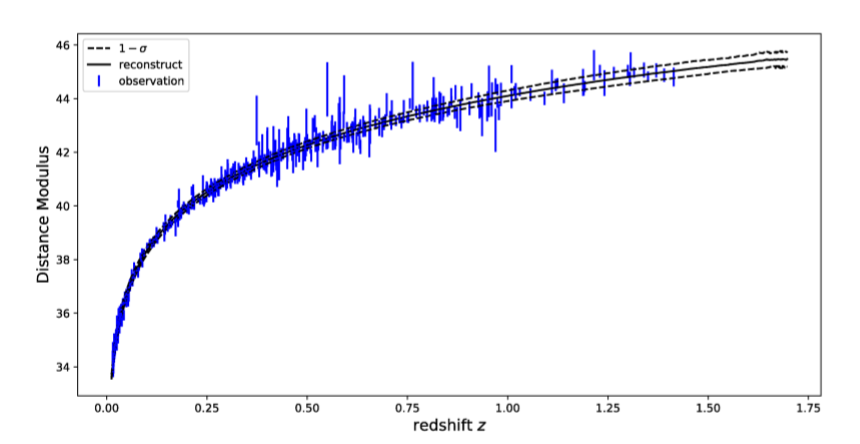 1 − σ
reconstruct
observation
Distance Modulus
46
44
42
40
38
36
34
0.00 0.25 0.50 0.75 1.00 1.25 1.50 1.75
redshift z